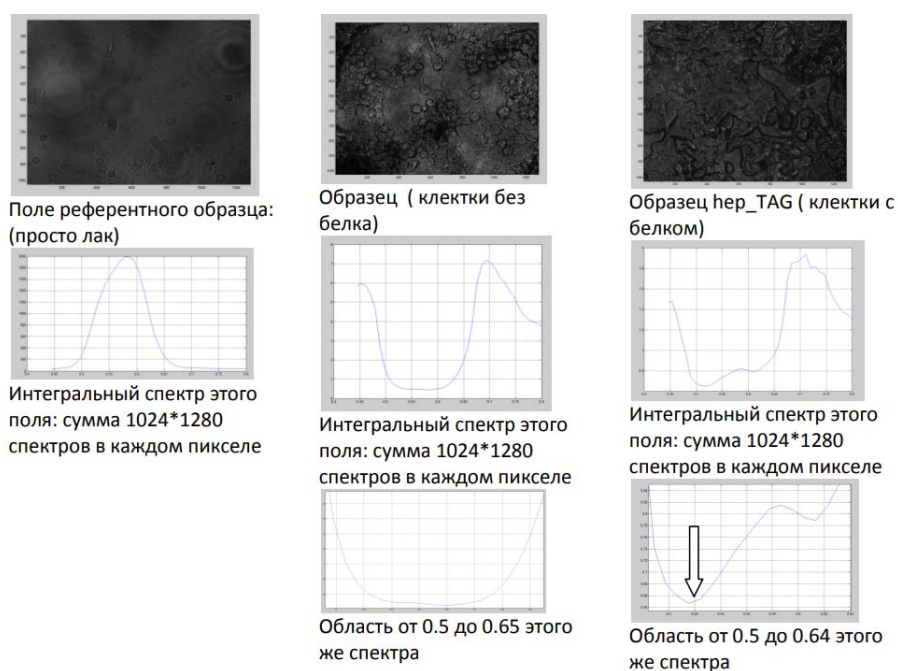 Поле референтного образца:
(просто лак)
Интегральный спектр этого
поля: сумма 1024*1280
спектров в каждом пикселе
Образец ( клектки без
белка)
Интегральный спектр этого
поля: сумма 1024*1280
спектров в каждом пикселе
Область от 0.5 до 0.65 этого
же спектра
Образец hep_TAG ( клектки с
белком)
Интегральный спектр этого
поля: сумма 1024*1280
спектров в каждом пикселе
Область от 0.5 до 0.64 этого
же спектра